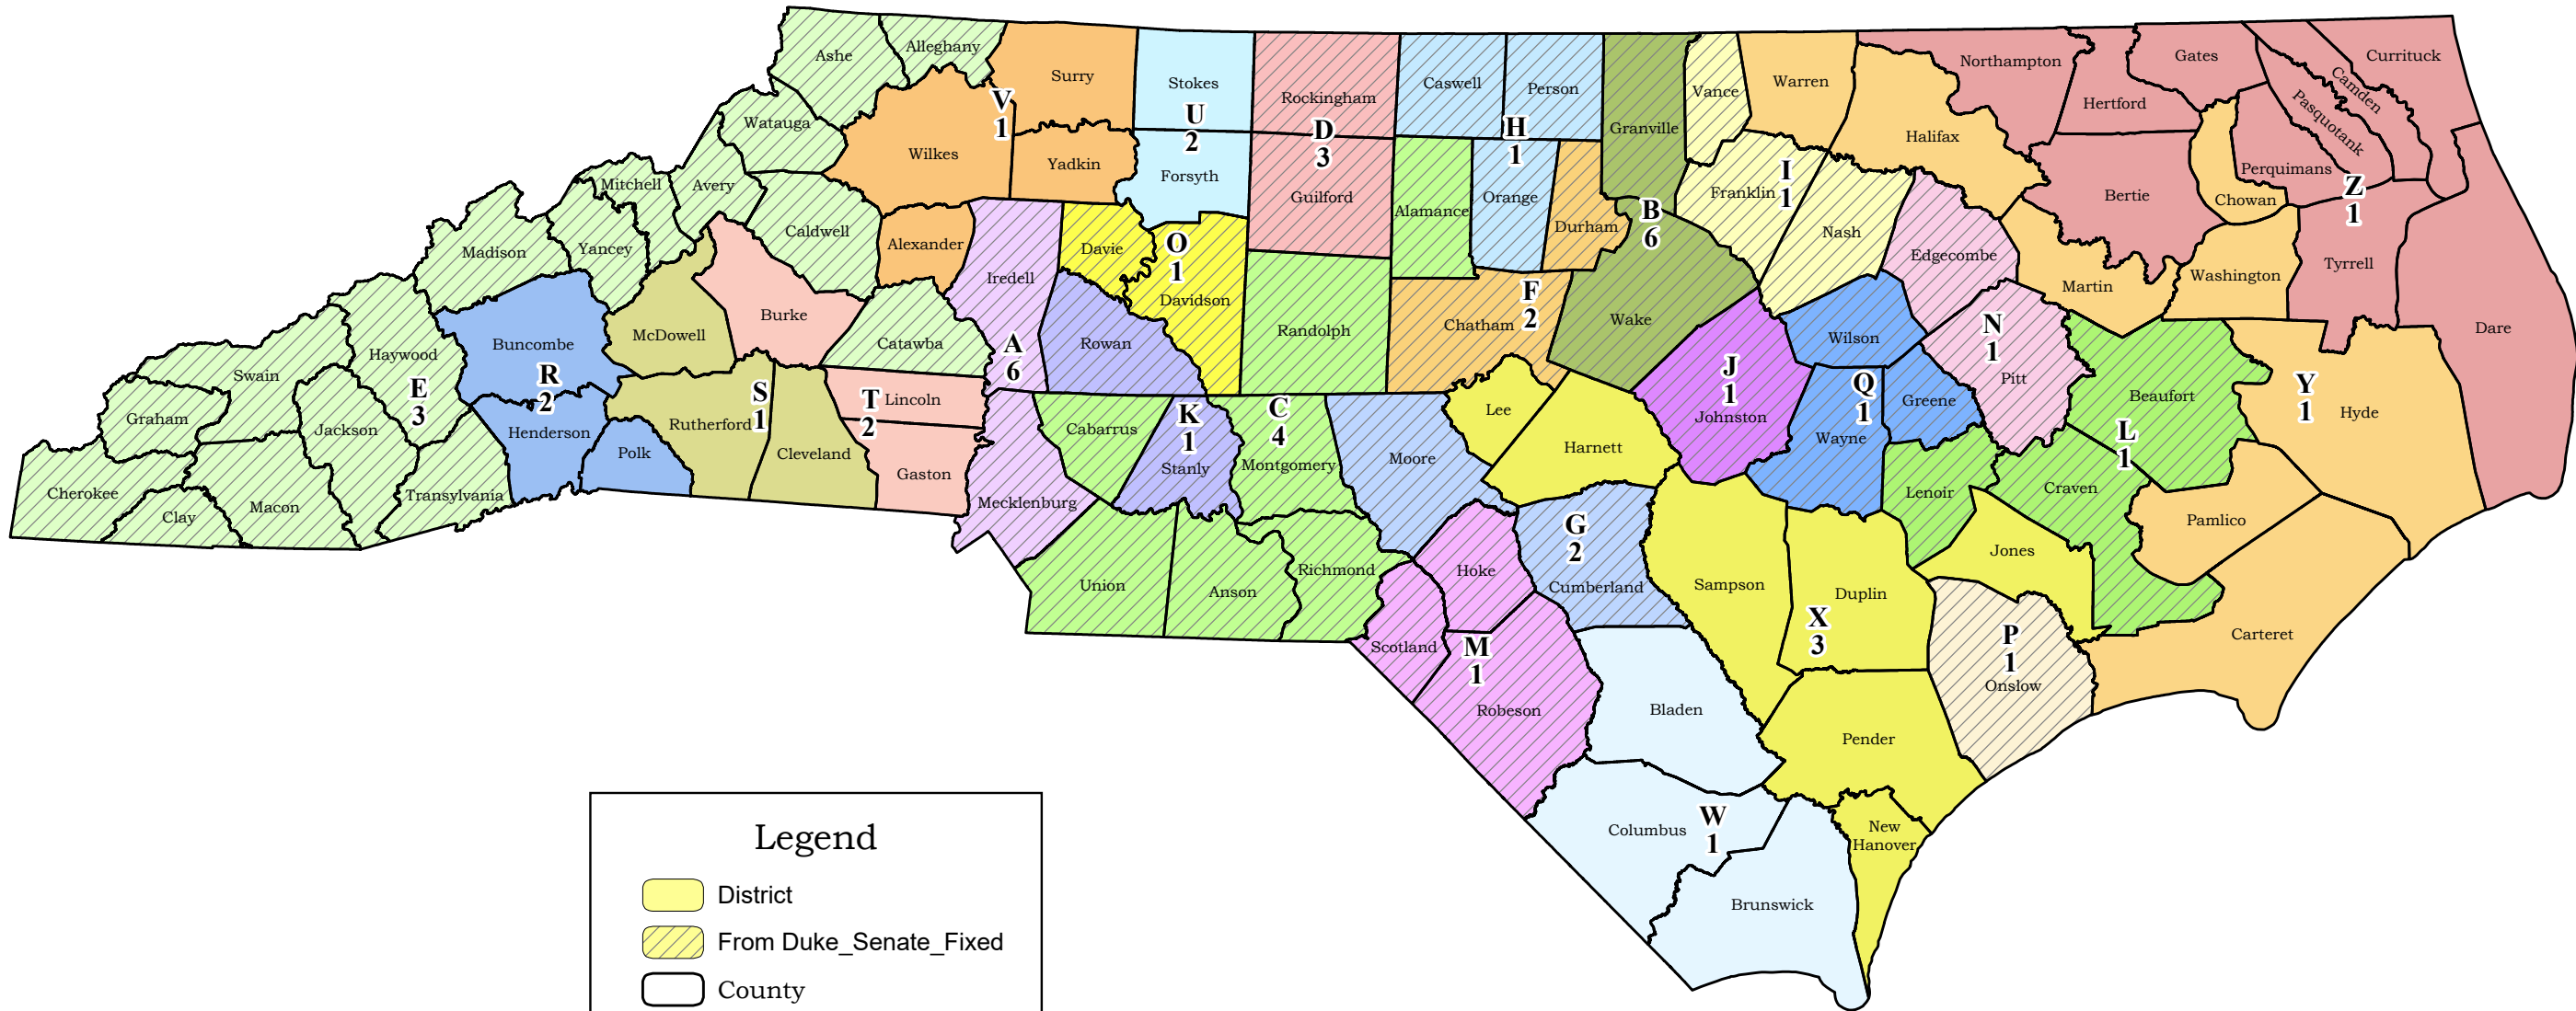 Ashe
Alleghany
Surry
Stokes
Rockingham
Caswell
Person
Granville
Vance
Warren
Northampton
Gates
Currituck
Camden
Hertford
Pasquotank
Halifax
Perquimans
Watauga
V
1
U
2
D
3
H
1
Wilkes
Yadkin
Forsyth
Guilford
Alamance
Orange
Durham
B
6
Franklin
I
1
Nash
Edgecombe
Bertie
Chowan
Z
1
Mitchell
Avery
Caldwell
Alexander
Iredell
Davie
O
1
Davidson
Madison
Yancey
Martin
Washington
Tyrrell
Dare
Buncombe
McDowell
Burke
Catawba
Rowan
Randolph
Chatham
F
2
Wake
Wilson
N
1
Pitt
Haywood
Swain
E
3
R
2
S
1
T
2
Lincoln
A
6
J
1
Johnston
Q
1
Greene
Wayne
Beaufort
Y
1
Hyde
Graham
Jackson
Henderson
Polk
Rutherford
Cleveland
Gaston
Cabarrus
K
1
Stanly
C
4
Montgomery
Moore
Lee
Harnett
L
1
Cherokee
Clay
Macon
Transylvania
Mecklenburg
Lenoir
Craven
Pamlico
Jones
Union
Anson
Richmond
Hoke
G
2
Cumberland
Sampson
Duplin
X
3
P
1
Onslow
Carteret
Scotland
M
1
Robeson
Bladen
Pender
Columbus
W
1
New
Hanover
Brunswick
Legend
District
From Duke_Senate_Fixed
County